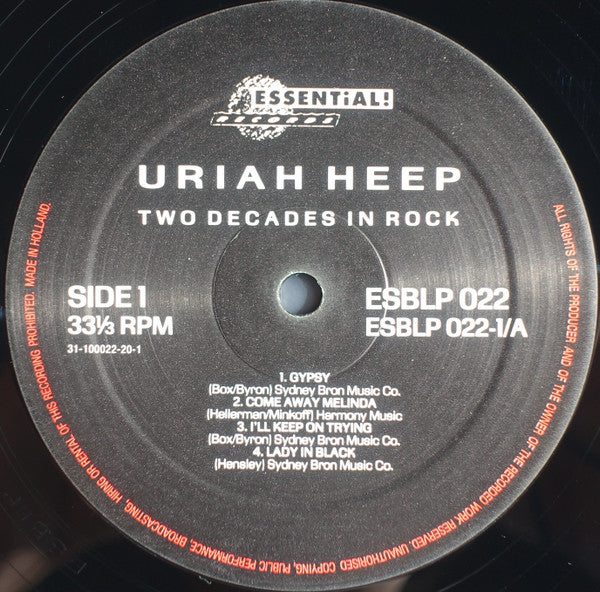 ESSENTiAL!
RECORDS
URIAH HEEP
TWO DECADES IN ROCK
SIDE 1
33⅓ RPM
31-100022-20-1
ESBLP 022
ESBLP 022-1/A
1. GYPSY
(Box/Byron) Sydney Bron Music Co.
2. COME AWAY MELINDA
(Hellerman/Minkoff) Harmony Music
3. I'LL KEEP ON TRYING
(Box/Byron) Sydney Bron Music Co.
4. LADY IN BLACK
(Hensley) Sydney Bron Music Co.
ALL RIGHTS OF THE PRODUCER AND OF THE OWNER OF THE RECORDED WORK RESERVED. UNAUTHORISED COPYING, PUBLIC PERFORMANCE, BROADCASTING, HIRING OR RENTAL OF THIS RECORDING PROHIBITED. MADE IN HOLLAND.